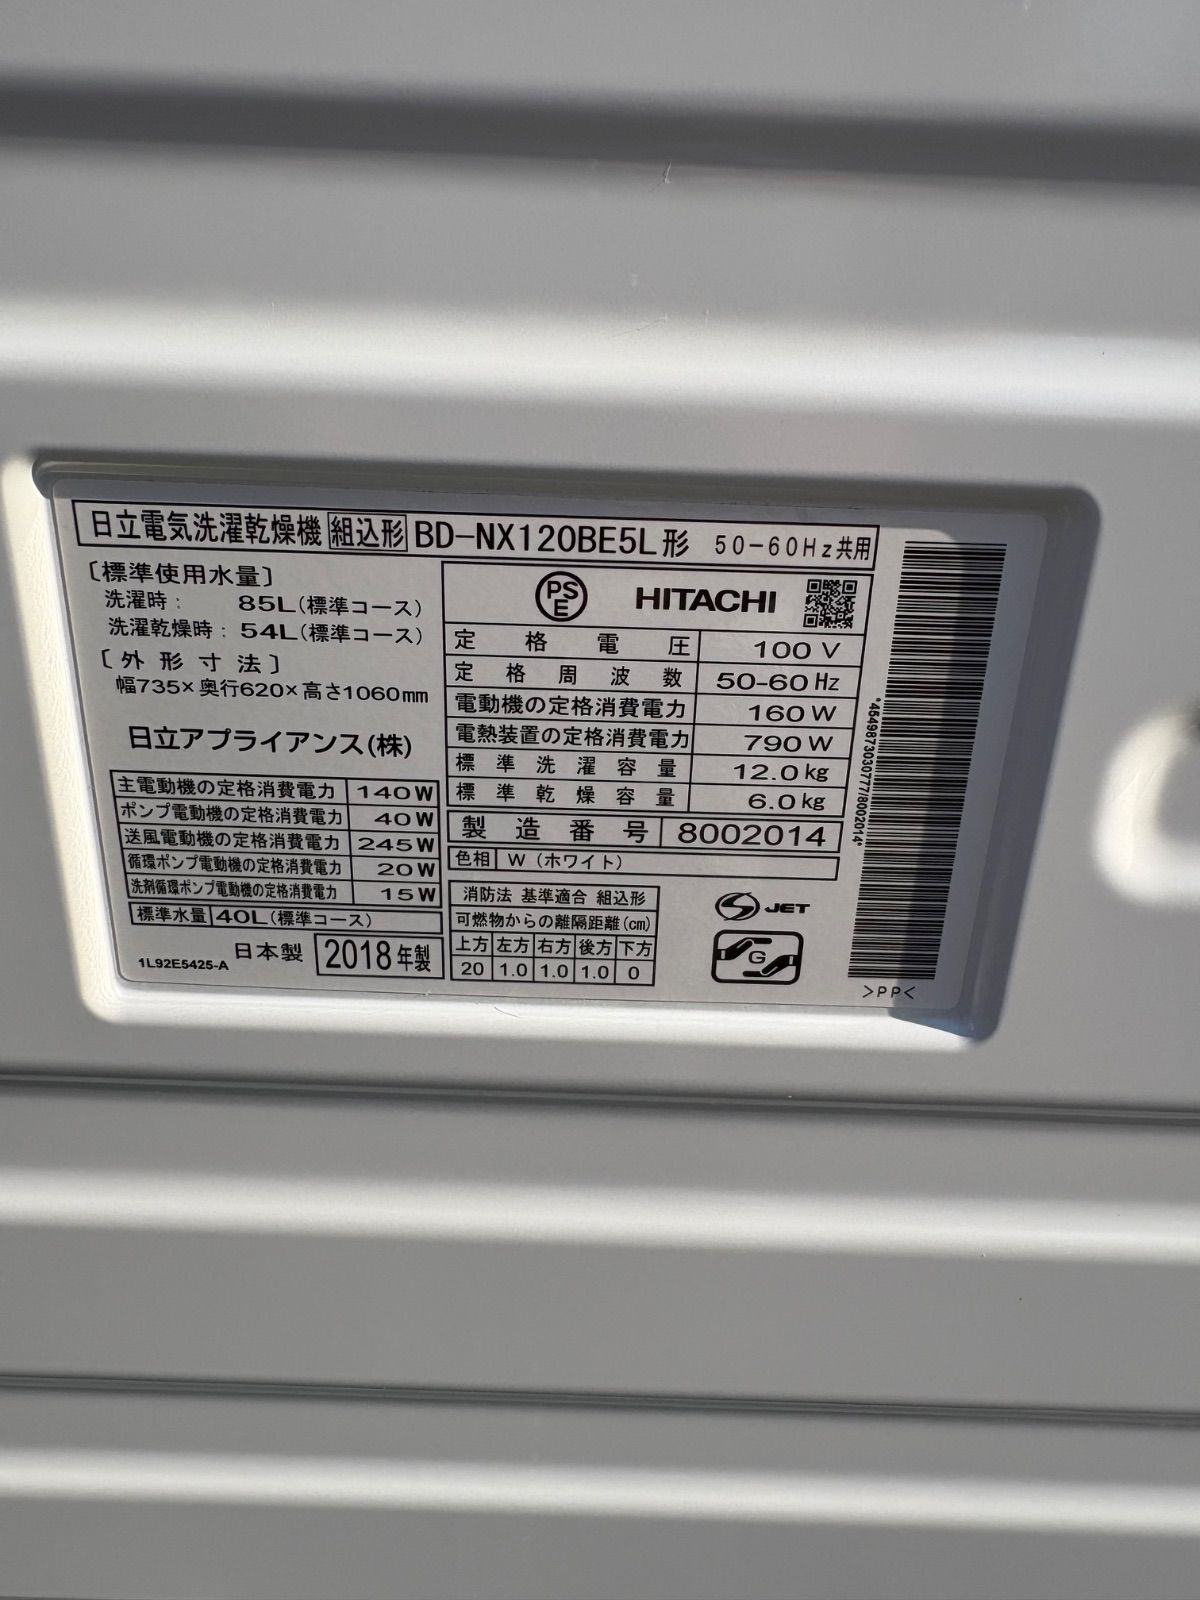 日立電気洗濯乾燥機 組込形 BD-NX120BE5L形 50-60Hz共用
〔標準使用水量〕
洗濯時： 85L(標準コース)
洗濯乾燥時： 54L(標準コース)
〔外形寸法〕
幅735×奥行620×高さ1060mm
日立アプライアンス(株)
主電動機の定格消費電力 140W
ポンプ電動機の定格消費電力 40W
送風電動機の定格消費電力 245W
循環ポンプ電動機の定格消費電力 20W
洗剤循環ポンプ電動機の定格消費電力 15W
標準水量 40L(標準コース)
1L92E5425-A 日本製 2018年製
PSE HITACHI
定格電圧 100V
定格周波数 50-60Hz
電動機の定格消費電力 160W
電熱装置の定格消費電力 790W
標準洗濯容量 12.0kg
標準乾燥容量 6.0kg
製造番号 8002014
色相 W(ホワイト)
消防法 基準適合 組込形
可燃物からの離隔距離(cm)
上方 左方 右方 後方 下方
20 1.0 1.0 1.0 0
S JET
G
*4549873030777/8002014*
>PP<